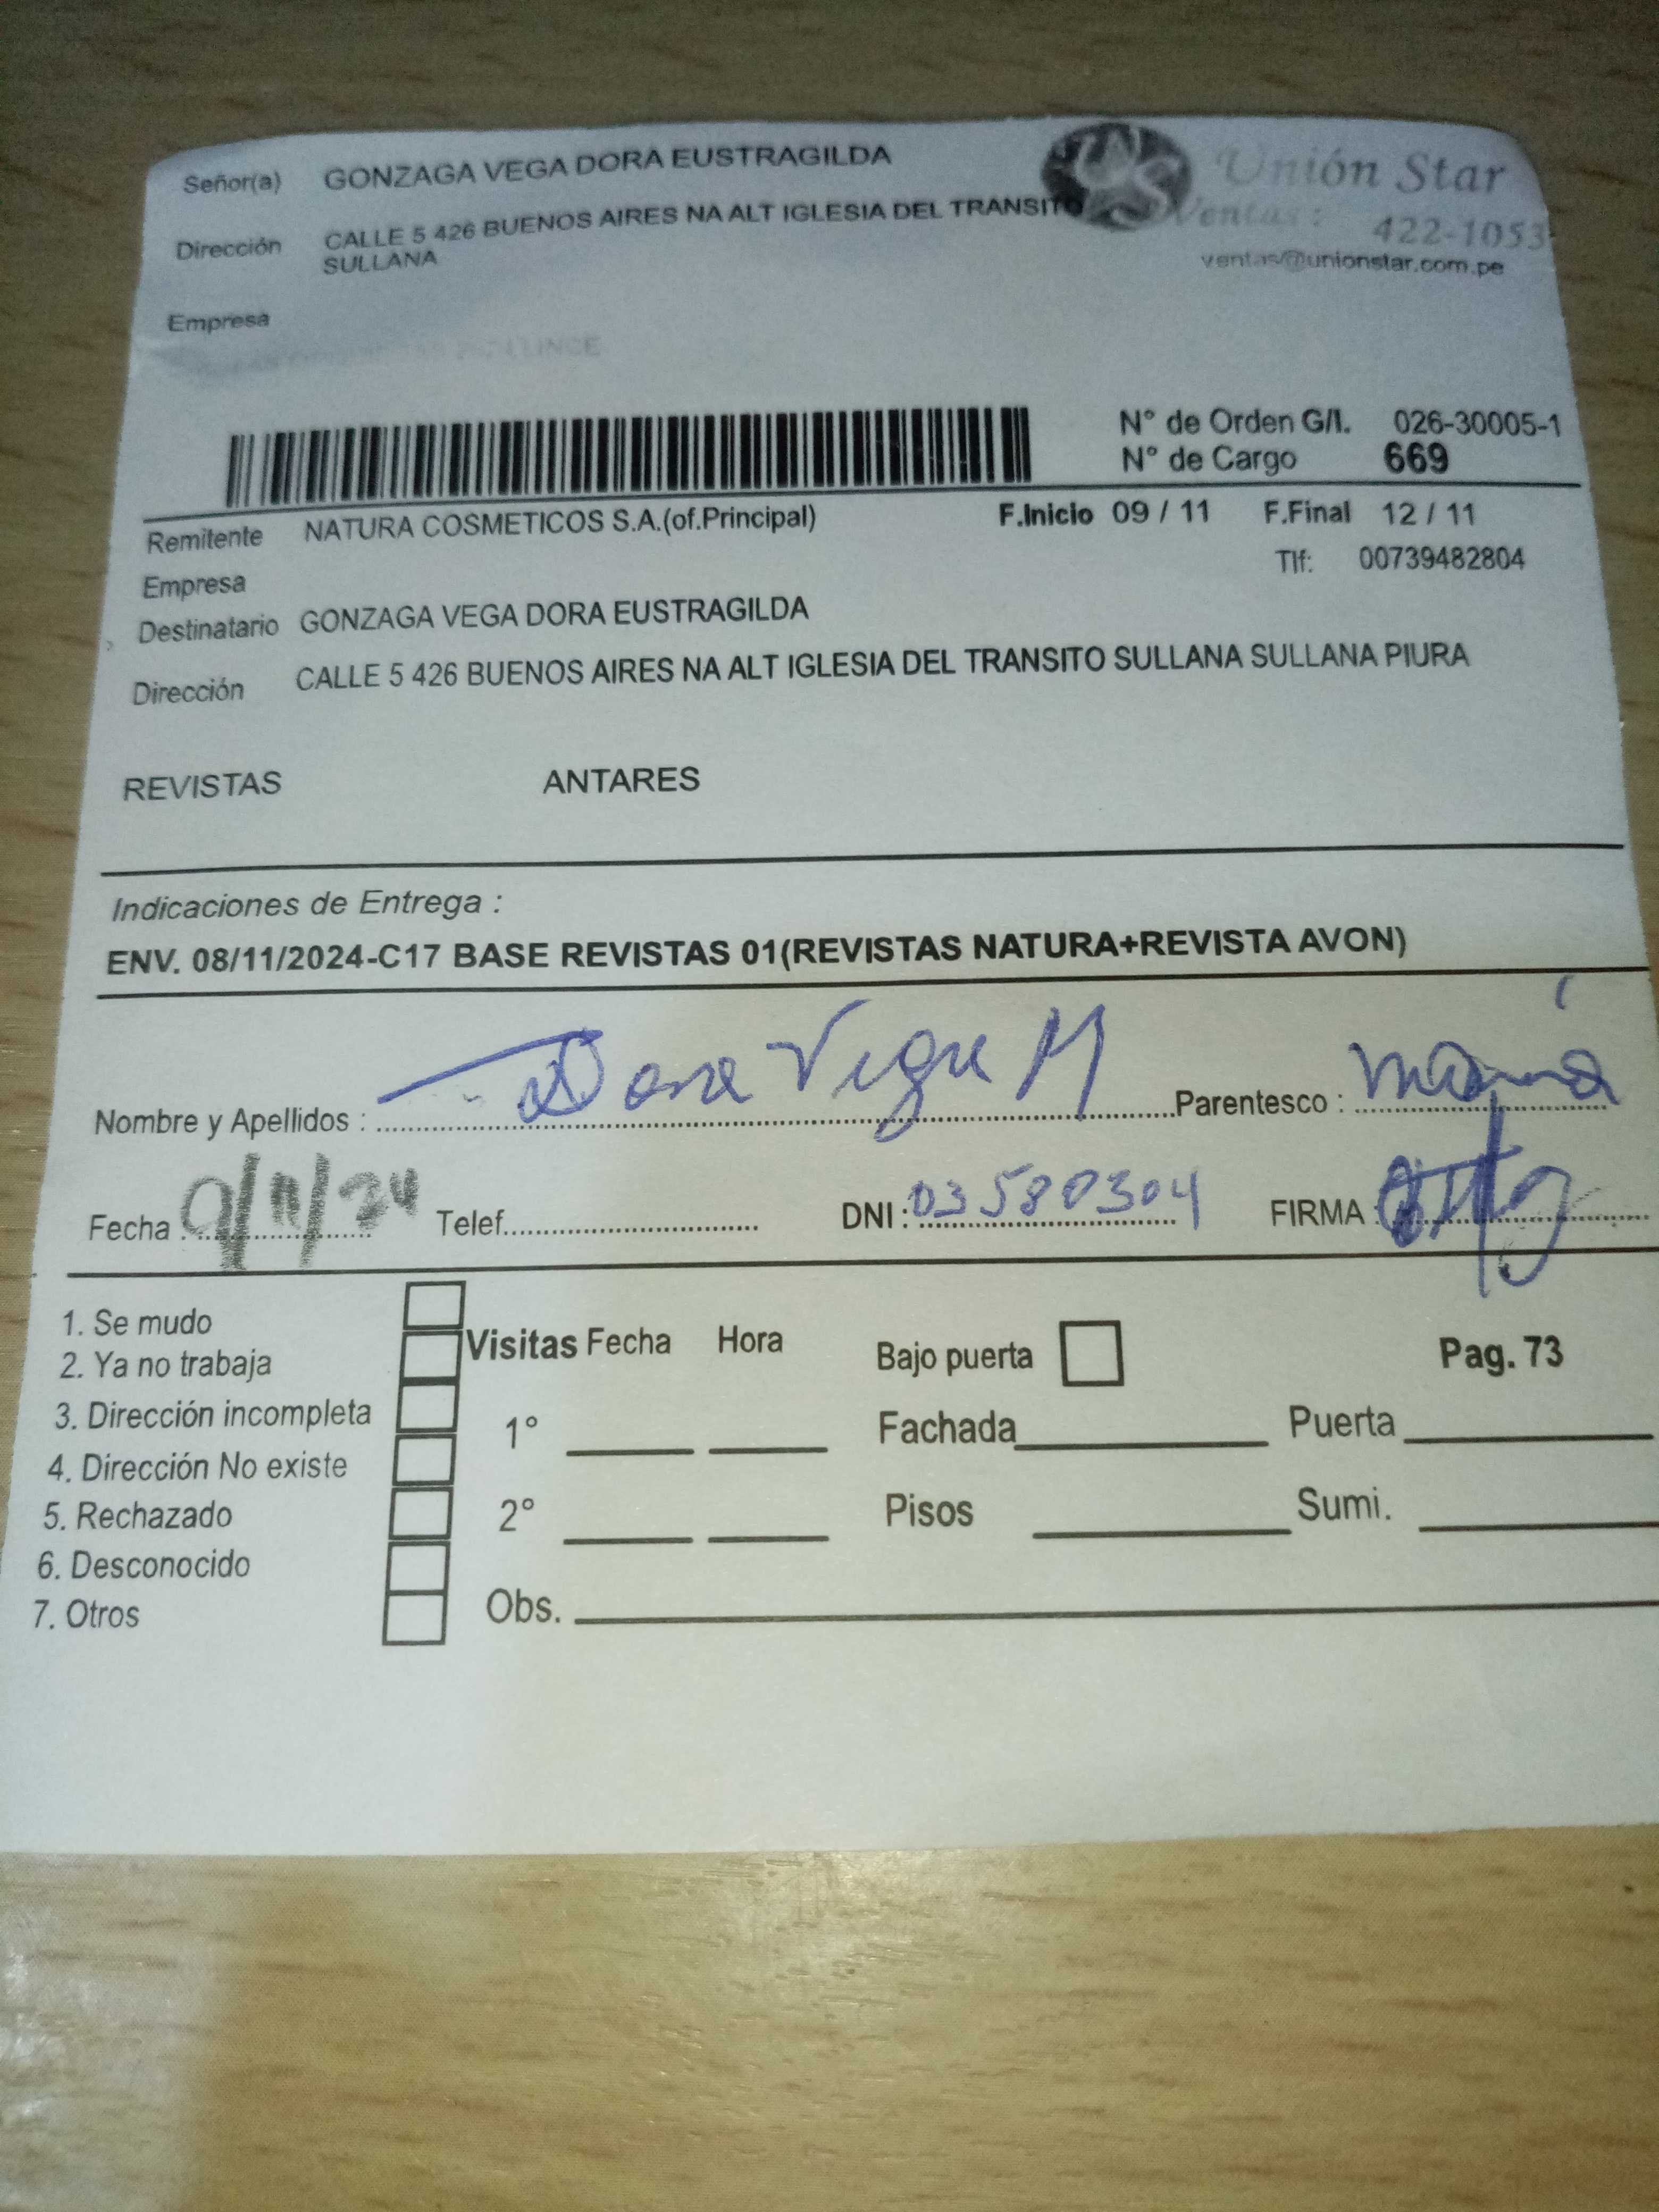 Señor(a) GONZAGA VEGA DORA EUSTRAGILDA
Unión Star
Dirección CALLE 5 426 BUENOS AIRES NA ALT IGLESIA DEL TRANSITO
SULLANA
Ventas: 422-1053
ventas@unionstar.com.pe
Empresa
N° de Orden G/I. 026-30005-1
N° de Cargo 669
Remitente NATURA COSMETICOS S.A.(of.Principal) F.Inicio 09 / 11 F.Final 12 / 11
Empresa Tlf: 00739482804
Destinatario GONZAGA VEGA DORA EUSTRAGILDA
Dirección CALLE 5 426 BUENOS AIRES NA ALT IGLESIA DEL TRANSITO SULLANA SULLANA PIURA
REVISTAS ANTARES
Indicaciones de Entrega :
ENV. 08/11/2024-C17 BASE REVISTAS 01(REVISTAS NATURA+REVISTA AVON)
Nombre y Apellidos : Dora Vega M Parentesco : mamá
Fecha : 9/11/24 Telef. DNI : 03580304 FIRMA
1. Se mudo
2. Ya no trabaja
3. Dirección incompleta
4. Dirección No existe
5. Rechazado
6. Desconocido
7. Otros
Visitas Fecha Hora
1°
2°
Obs.
Bajo puerta Pag. 73
Fachada Puerta
Pisos Sumi.